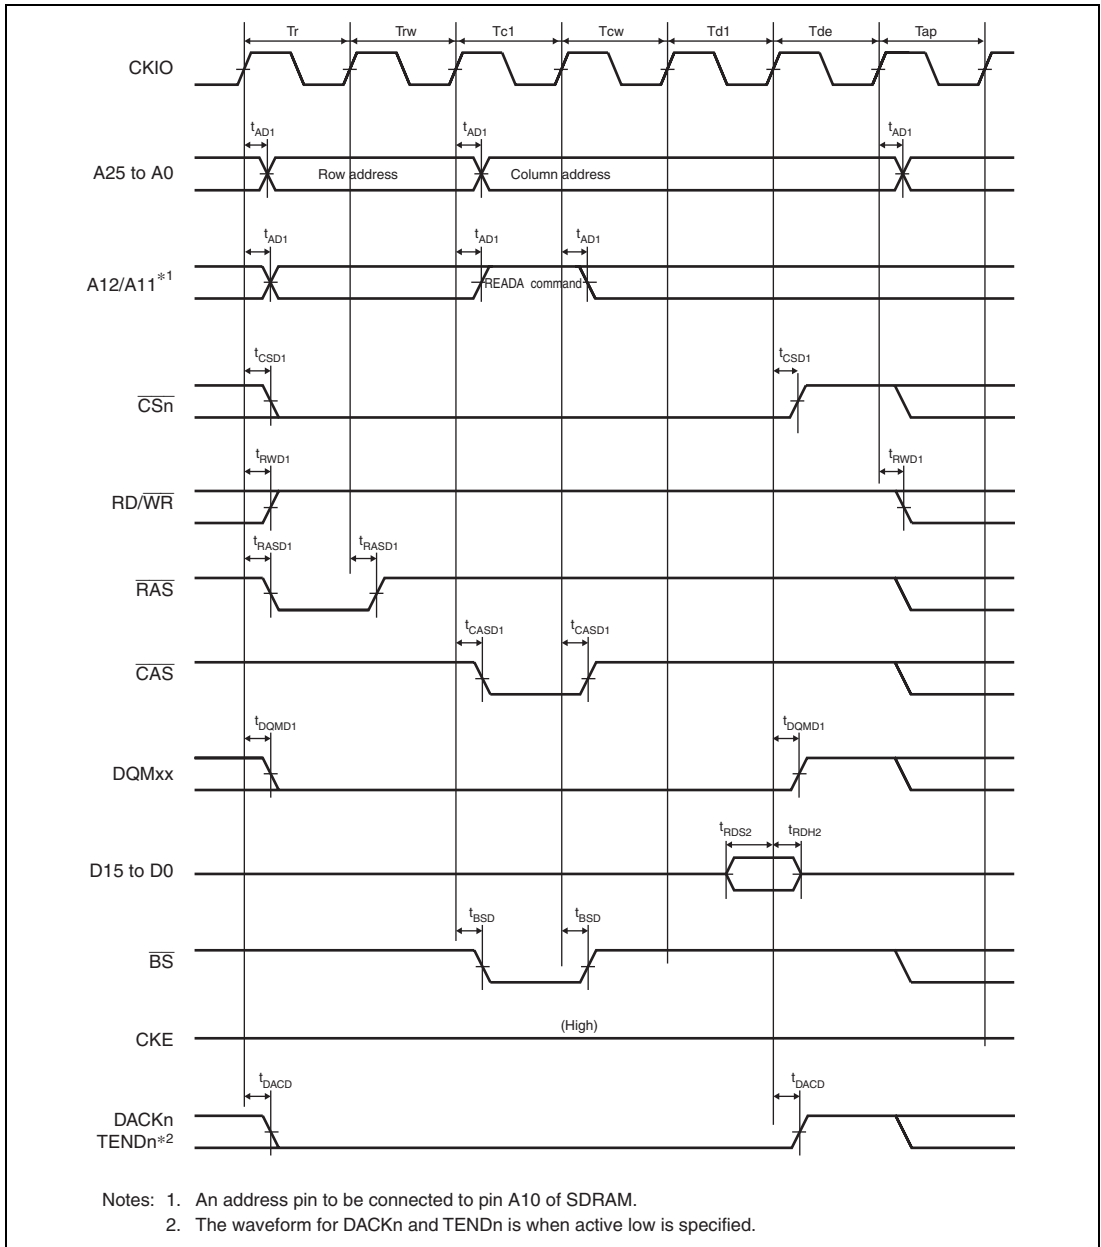 Tr Trw Tc1 Tcw Td1 Tde Tap
CKIO
tAD1 tAD1 tAD1
A25 to A0 Row address Column address
tAD1 tAD1 tAD1
A12/A11*1 READA command
tCSD1 tCSD1
CSn
tRWD1 tRWD1
RD/WR
tRASD1 tRASD1
RAS
tCASD1 tCASD1
CAS
tDQMD1 tDQMD1
DQMxx
tRDS2 tRDH2
D15 to D0
tBSD tBSD
BS
(High)
CKE
tDACD tDACD
DACKn
TENDn*2
Notes: 1. An address pin to be connected to pin A10 of SDRAM.
2. The waveform for DACKn and TENDn is when active low is specified.